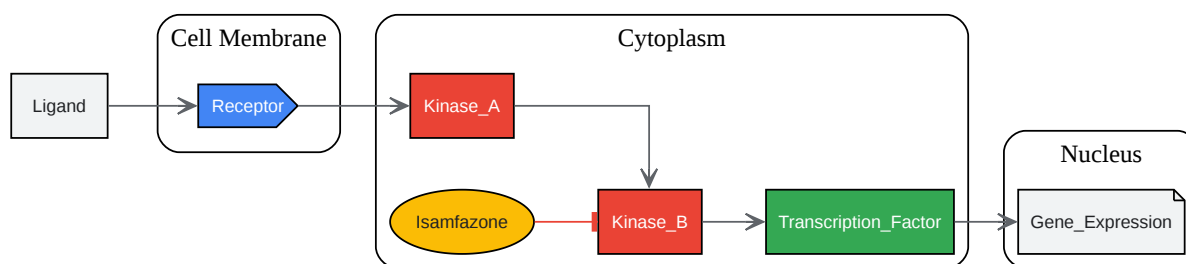 Cell Membrane
Cytoplasm
Ligand
Receptor
Kinase_A
Nucleus
Isamfazone
Kinase_B
Transcription_Factor
Gene_Expression